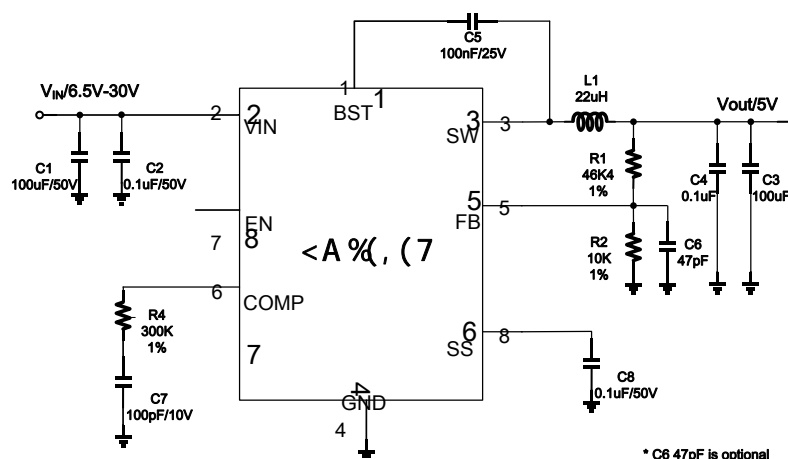 C5
100nF/25V
VIN/6.5V-30V
L1
22uH
Vout/5V
1
1
BST
2
2
VIN
3
3
SW
C1
100uF/50V
C2
0.1uF/50V
R1
46K4
1%
C4
0.1uF
C3
100uF
EN
8
7
5
5
FB
R2
10K
1%
C6
47pF
6
COMP
R4
300K
1%
7
6
8
SS
C7
100pF/10V
C8
0.1uF/50V
4
GND
4
* C6 47pF is optional